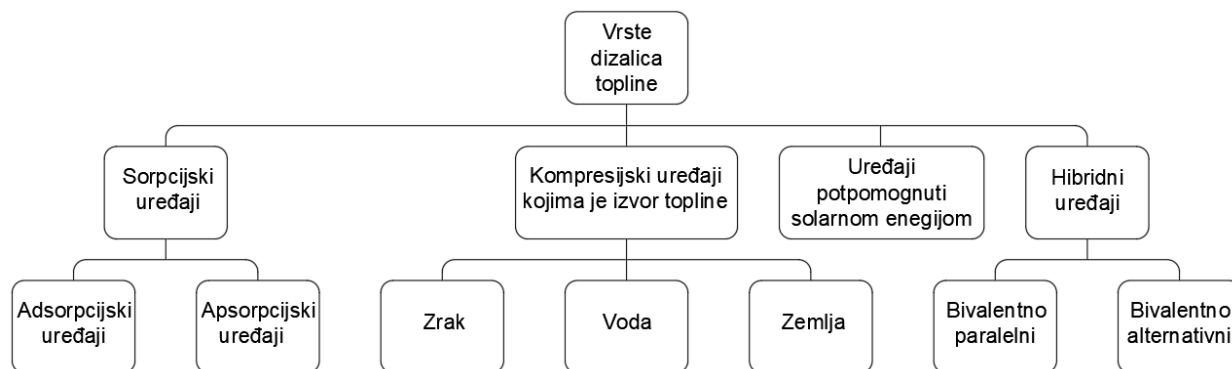 Vrste
dizalica
topline
Sorpcijski
uređaji
Kompresijski uređaji
kojima je izvor topline
Uređaji
potpomognuti
solarnom enegijom
Hibridni
uređaji
Adsorpcijski
uređaji
Apsorpcijski
uređaji
Zrak
Voda
Zemlja
Bivalentno
paralelni
Bivalentno
alternativni